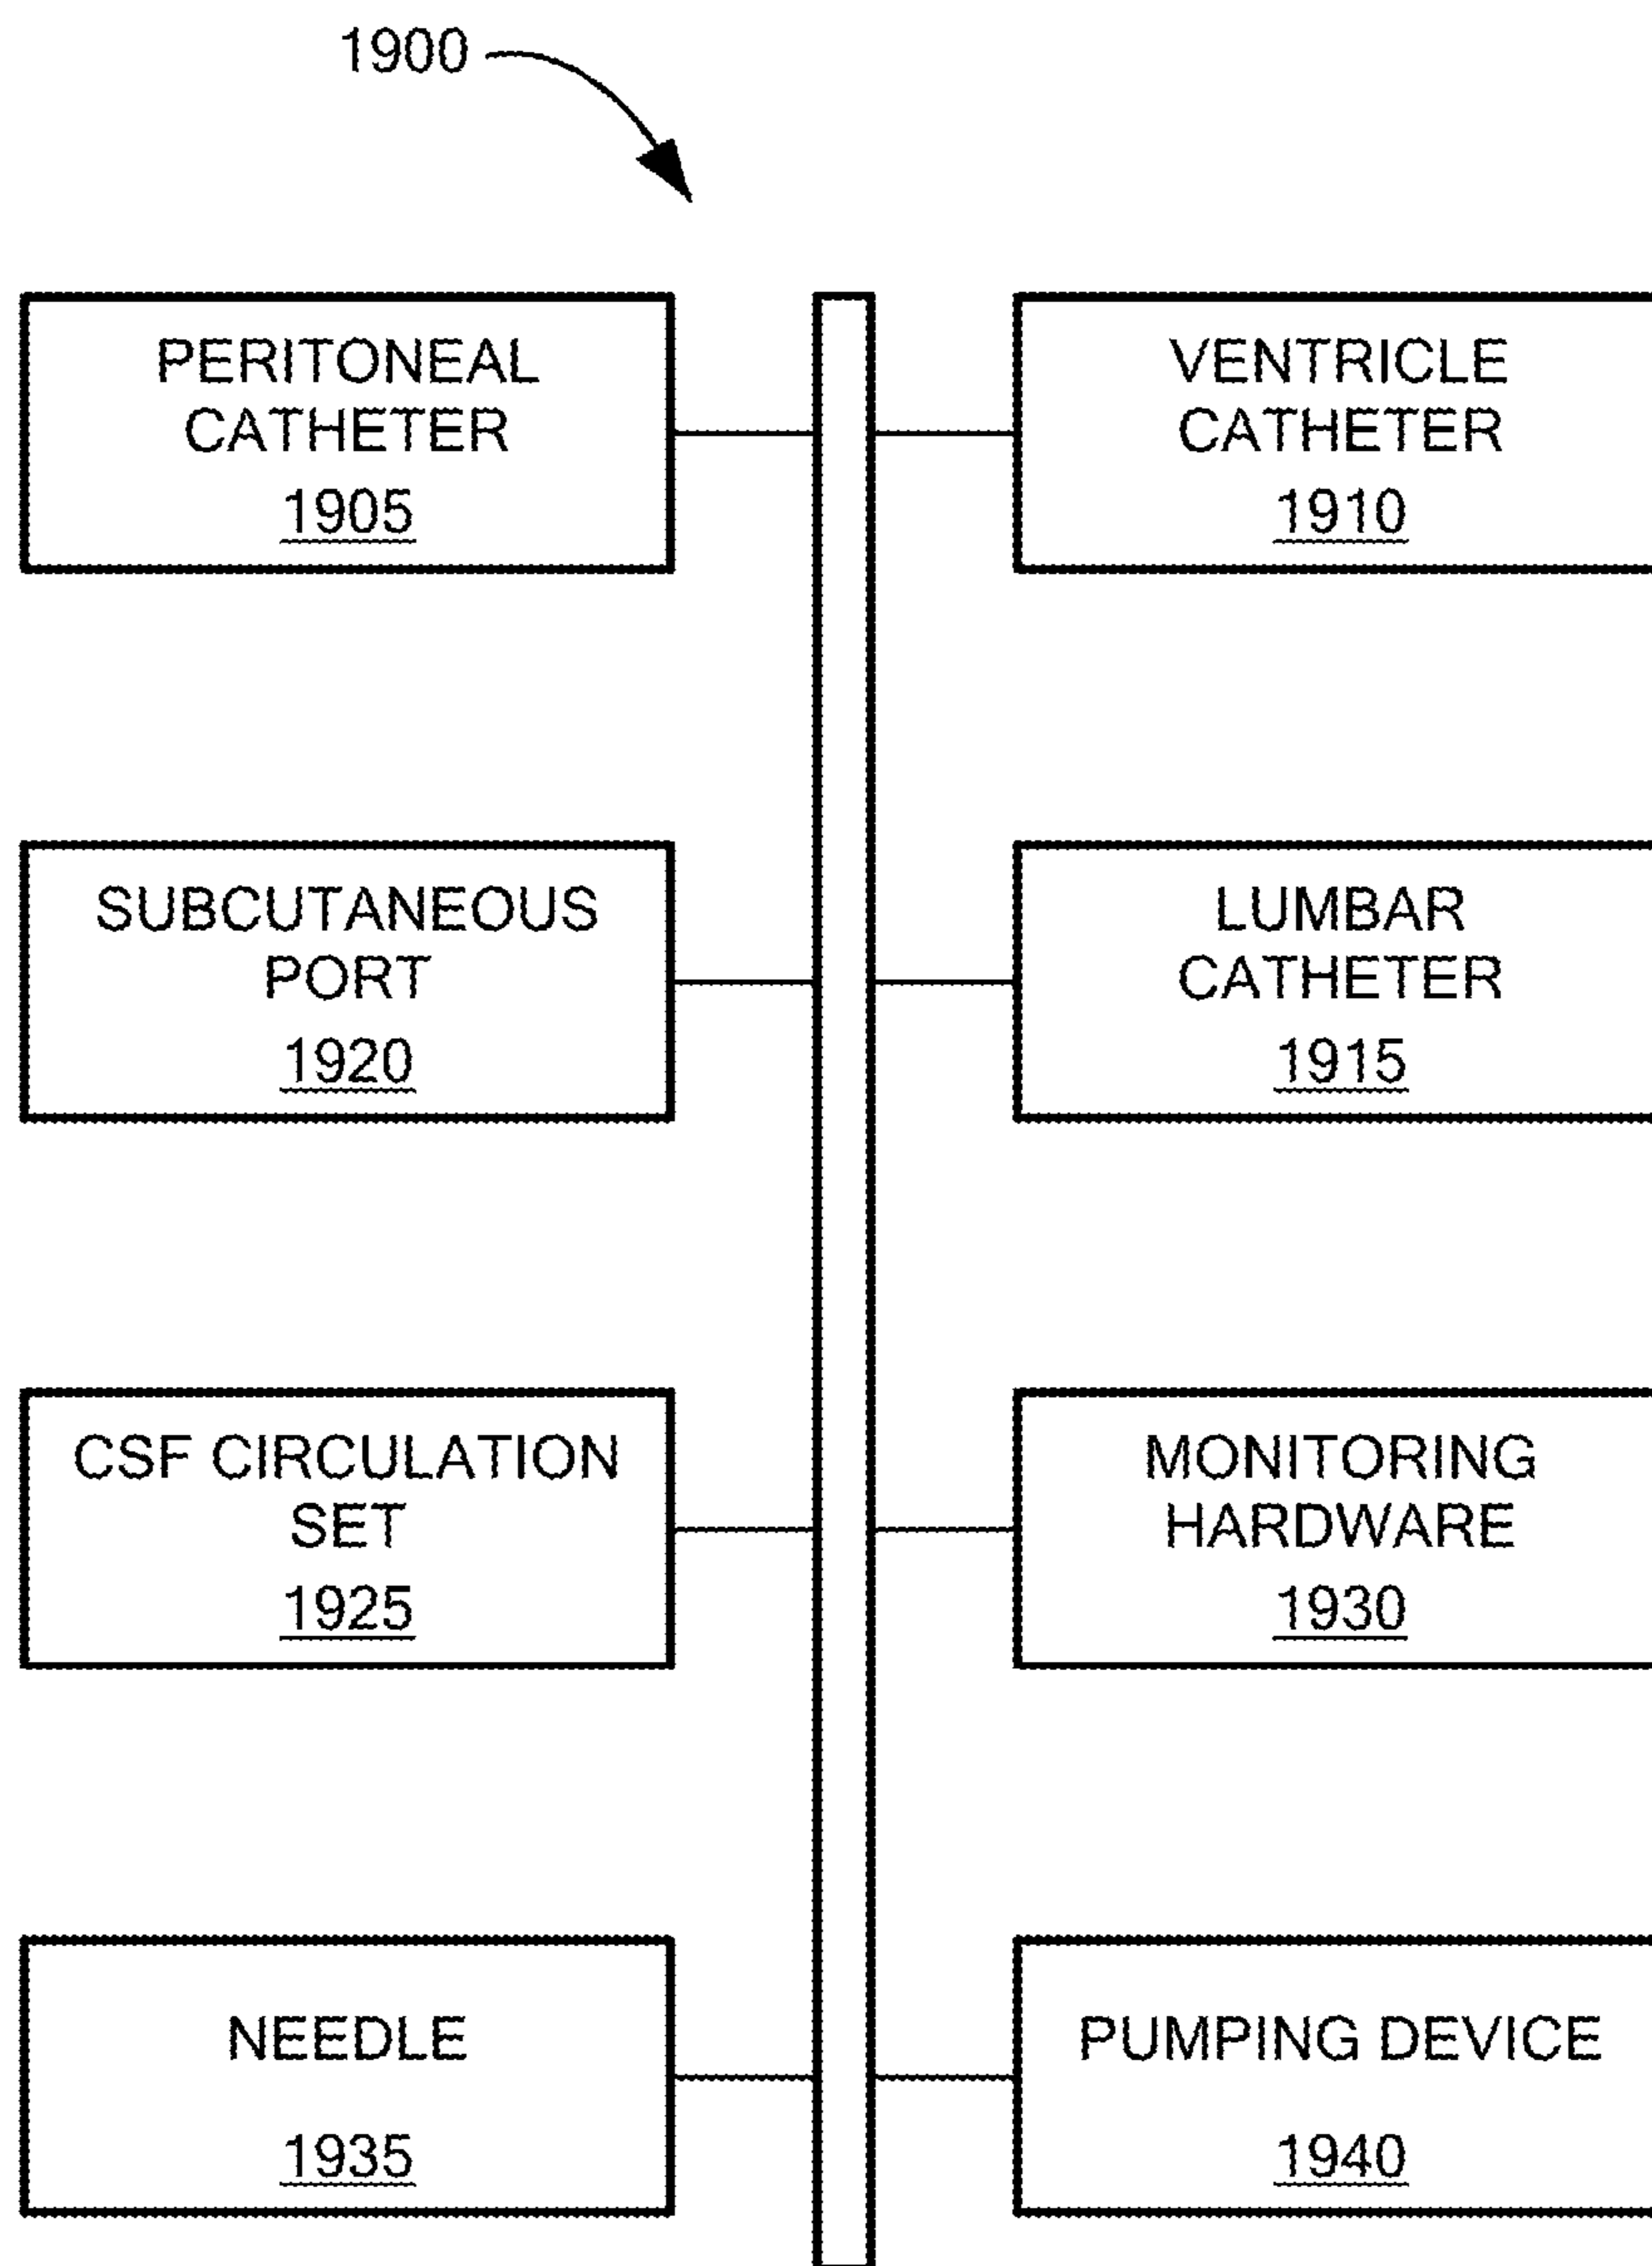 1900
PERITONEAL
CATHETER
1905
VENTRICLE
CATHETER
1910
SUBCUTANEOUS
PORT
1920
LUMBAR
CATHETER
1915
CSF CIRCULATION
SET
1925
MONITORING
HARDWARE
1930
NEEDLE
1935
PUMPING DEVICE
1940